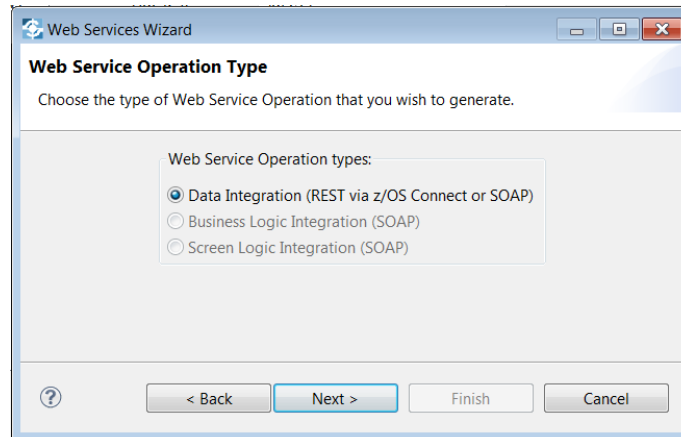 Web Services Wizard
Web Service Operation Type
Choose the type of Web Service Operation that you wish to generate.
Web Service Operation types:
Data Integration (REST via z/OS Connect or SOAP)
Business Logic Integration (SOAP)
Screen Logic Integration (SOAP)
? < Back Next > Finish Cancel